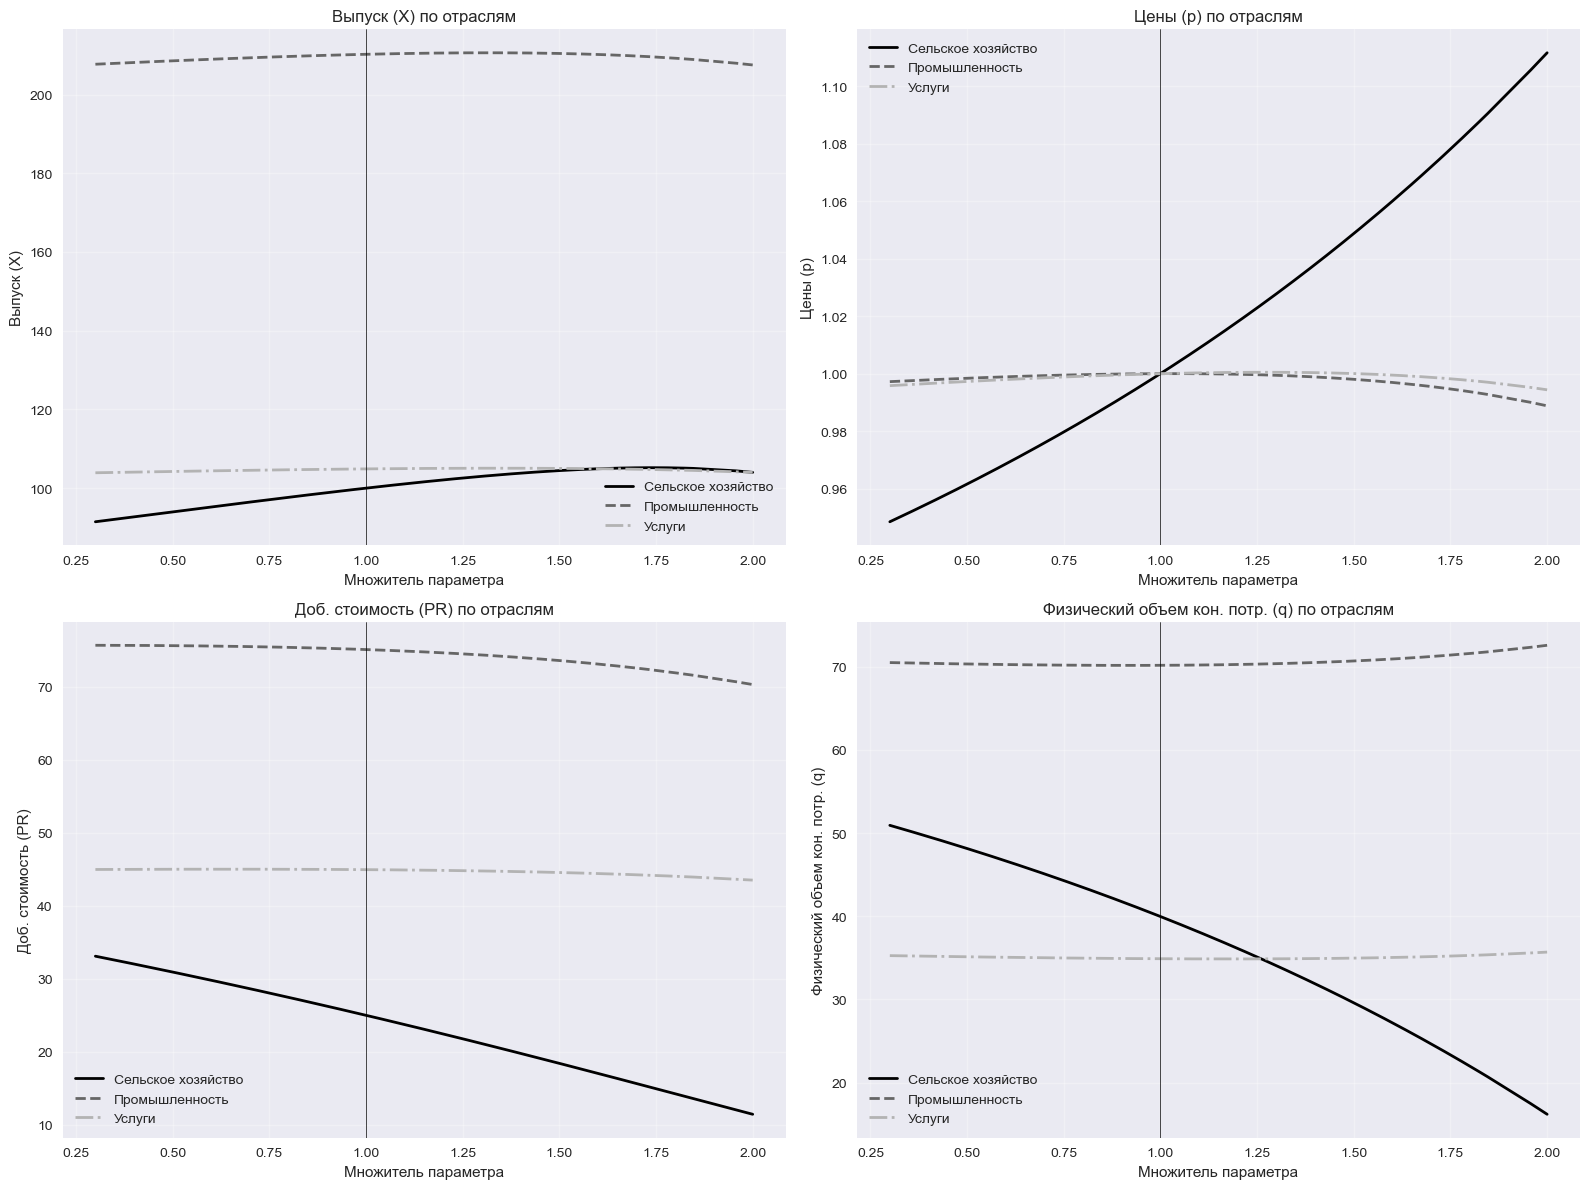 Выпуск (X) по отраслям
Выпуск (X)
200
180
160
140
120
100
Сельское хозяйство
Промышленность
Услуги
0.25 0.50 0.75 1.00 1.25 1.50 1.75 2.00
Множитель параметра
Цены (p) по отраслям
Цены (p)
Сельское хозяйство
Промышленность
Услуги
1.10
1.08
1.06
1.04
1.02
1.00
0.98
0.96
0.25 0.50 0.75 1.00 1.25 1.50 1.75 2.00
Множитель параметра
Доб. стоимость (PR) по отраслям
Доб. стоимость (PR)
70
60
50
40
30
20
10
Сельское хозяйство
Промышленность
Услуги
0.25 0.50 0.75 1.00 1.25 1.50 1.75 2.00
Множитель параметра
Физический объем кон. потр. (q) по отраслям
Физический объем кон. потр. (q)
70
60
50
40
30
20
Сельское хозяйство
Промышленность
Услуги
0.25 0.50 0.75 1.00 1.25 1.50 1.75 2.00
Множитель параметра